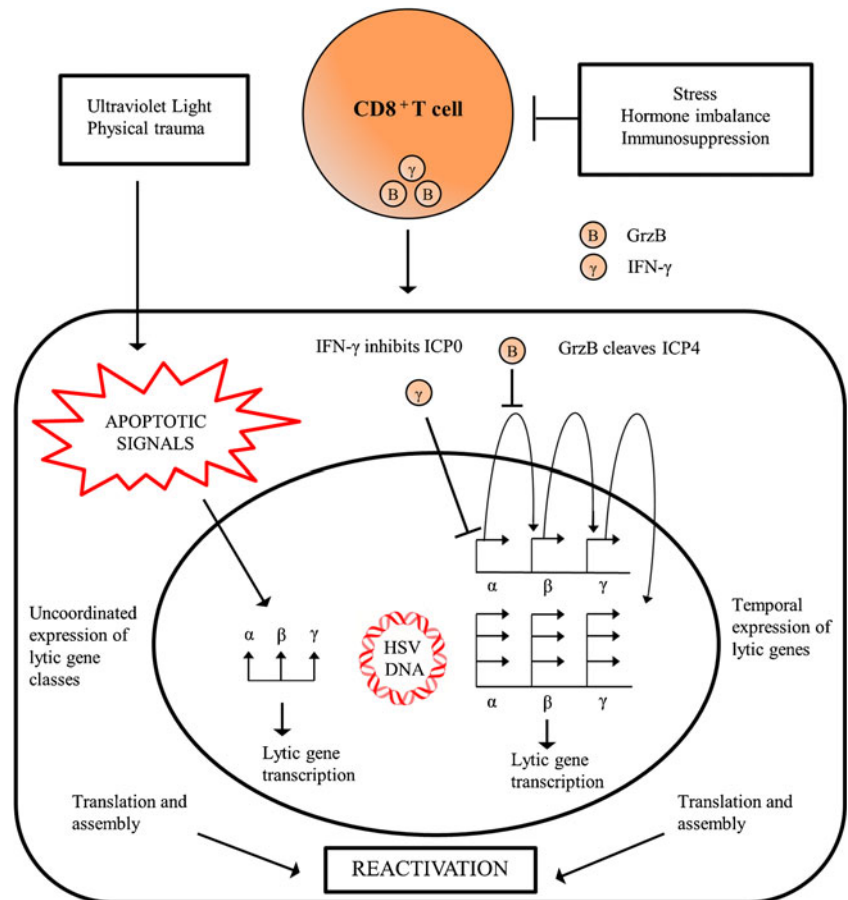 Ultraviolet Light
Physical trauma
CD8+ T cell
γ
B B
Stress
Hormone imbalance
Immunosuppression
B GrzB
γ IFN-γ
IFN-γ inhibits ICP0
B
GrzB cleaves ICP4
γ
APOPTOTIC
SIGNALS
α β γ
Uncoordinated
expression of
lytic gene
classes
α β γ
HSV
DNA
Temporal
expression of
lytic genes
α β γ
Lytic gene
transcription
Lytic gene
transcription
Translation and
assembly
Translation and
assembly
REACTIVATION